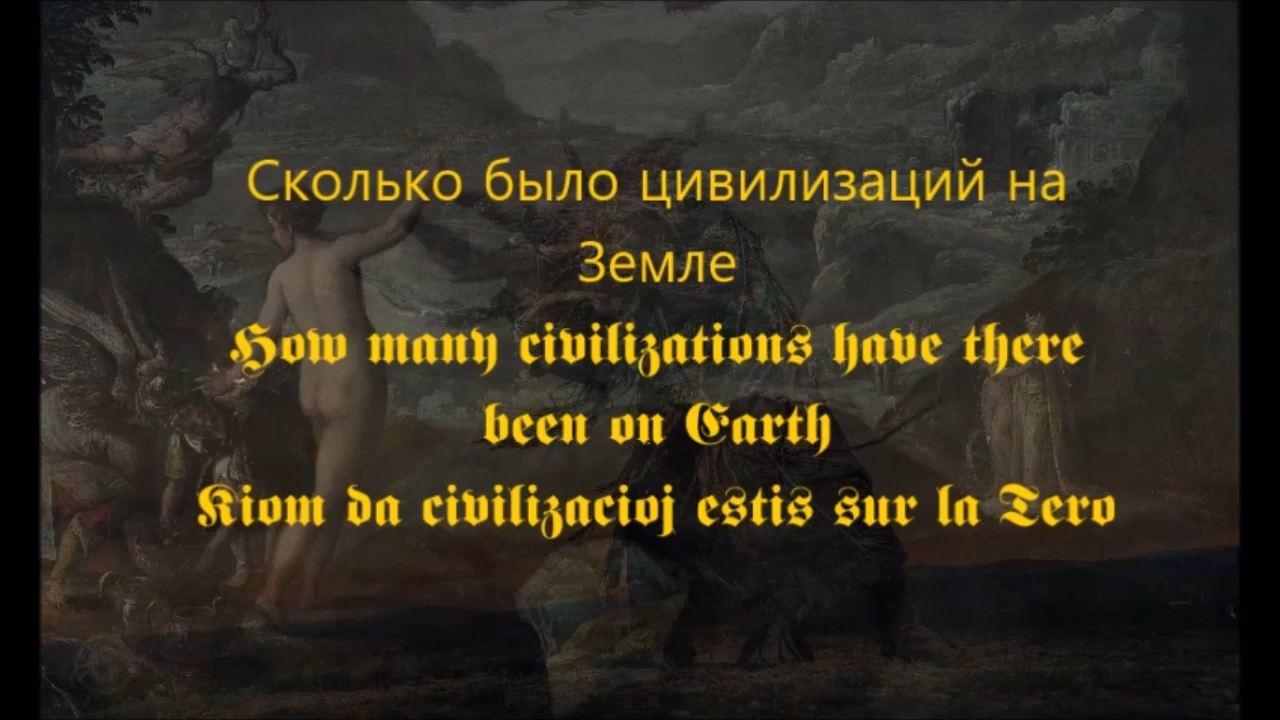 Сколько было цивилизаций на
Земле
How many civilizations have there
been on Earth
Kiom da civilizacioj estis sur la Tero